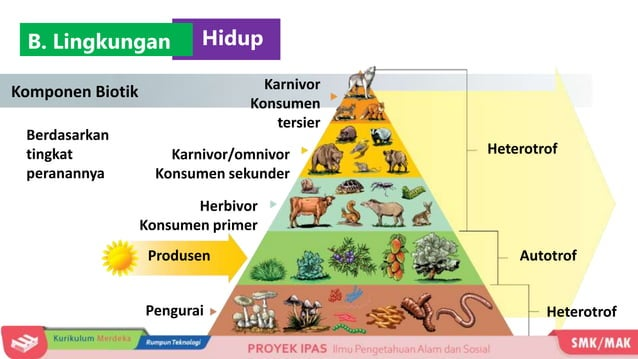 B. Lingkungan Hidup
Komponen Biotik
Berdasarkan
tingkat
peranannya
Karnivor
Konsumen
tersier
Karnivor/omnivor
Konsumen sekunder
Herbivor
Konsumen primer
Produsen
Pengurai
Heterotrof
Autotrof
Heterotrof
Kurikulum Merdeka
Rumpun Teknologi
PROYEK IPAS Ilmu Pengetahuan Alam dan Sosial
SMK/MAK